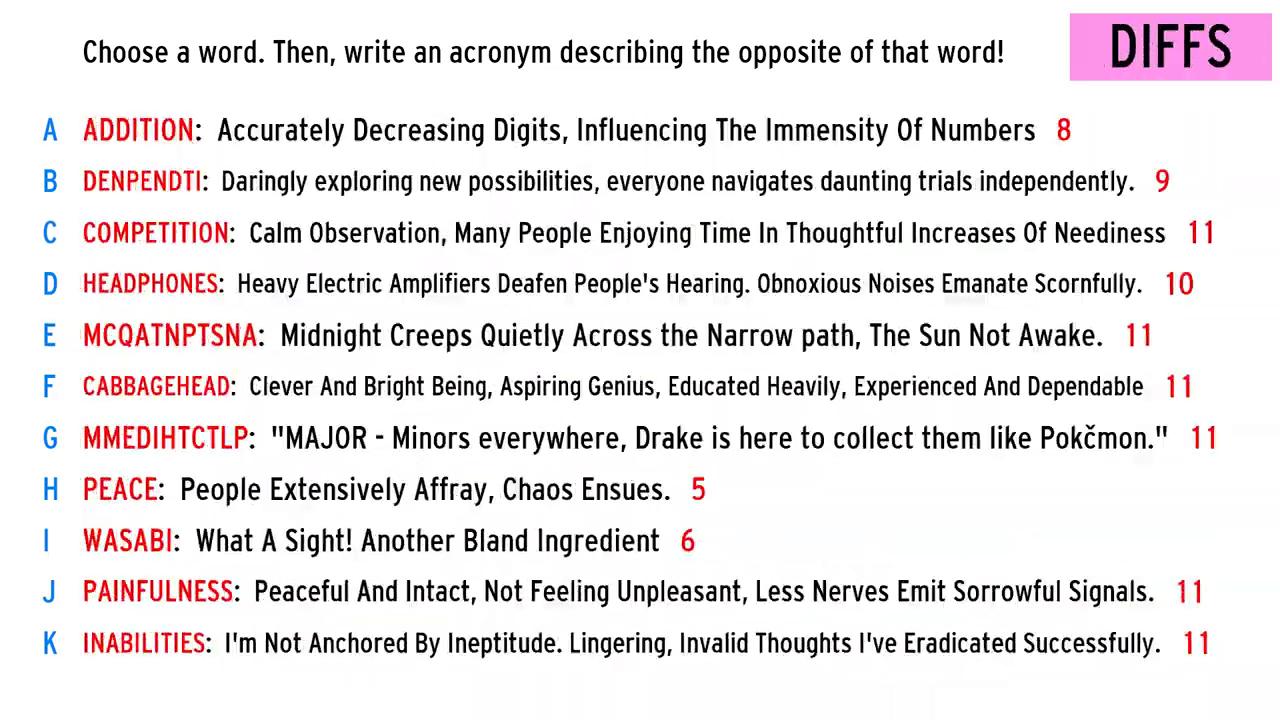 Choose a word. Then, write an acronym describing the opposite of that word!
DIFFS
A ADDITION: Accurately Decreasing Digits, Influencing The Immensity Of Numbers 8
B DENPENDTI: Daringly exploring new possibilities, everyone navigates daunting trials independently. 9
C COMPETITION: Calm Observation, Many People Enjoying Time In Thoughtful Increases Of Neediness 11
D HEADPHONES: Heavy Electric Amplifiers Deafen People's Hearing. Obnoxious Noises Emanate Scornfully. 10
E MCQATNPTSNA: Midnight Creeps Quietly Across the Narrow path, The Sun Not Awake. 11
F CABBAGEHEAD: Clever And Bright Being, Aspiring Genius, Educated Heavily, Experienced And Dependable 11
G MMEDIHTCTLP: "MAJOR - Minors everywhere, Drake is here to collect them like Pokčmon." 11
H PEACE: People Extensively Affray, Chaos Ensues. 5
I WASABI: What A Sight! Another Bland Ingredient 6
J PAINFULNESS: Peaceful And Intact, Not Feeling Unpleasant, Less Nerves Emit Sorrowful Signals. 11
K INABILITIES: I'm Not Anchored By Ineptitude. Lingering, Invalid Thoughts I've Eradicated Successfully. 11